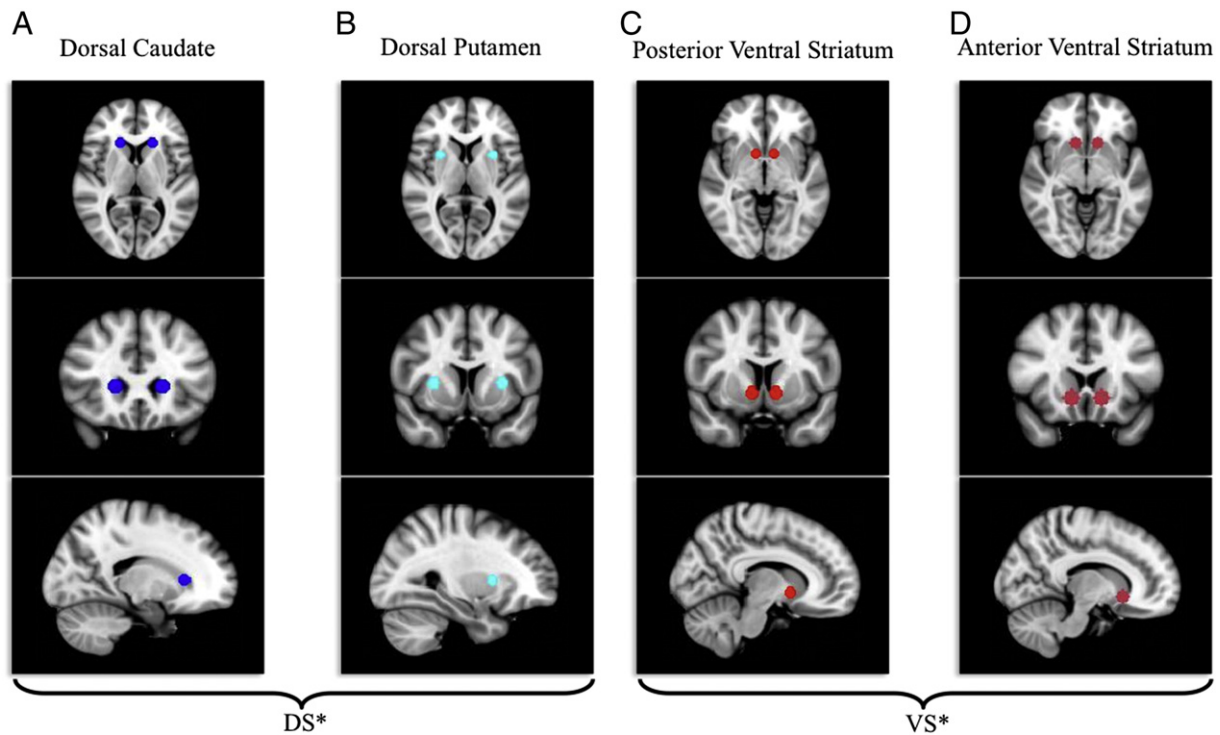 A
Dorsal Caudate
B
Dorsal Putamen
C
Posterior Ventral Striatum
D
Anterior Ventral Striatum
DS*
VS*